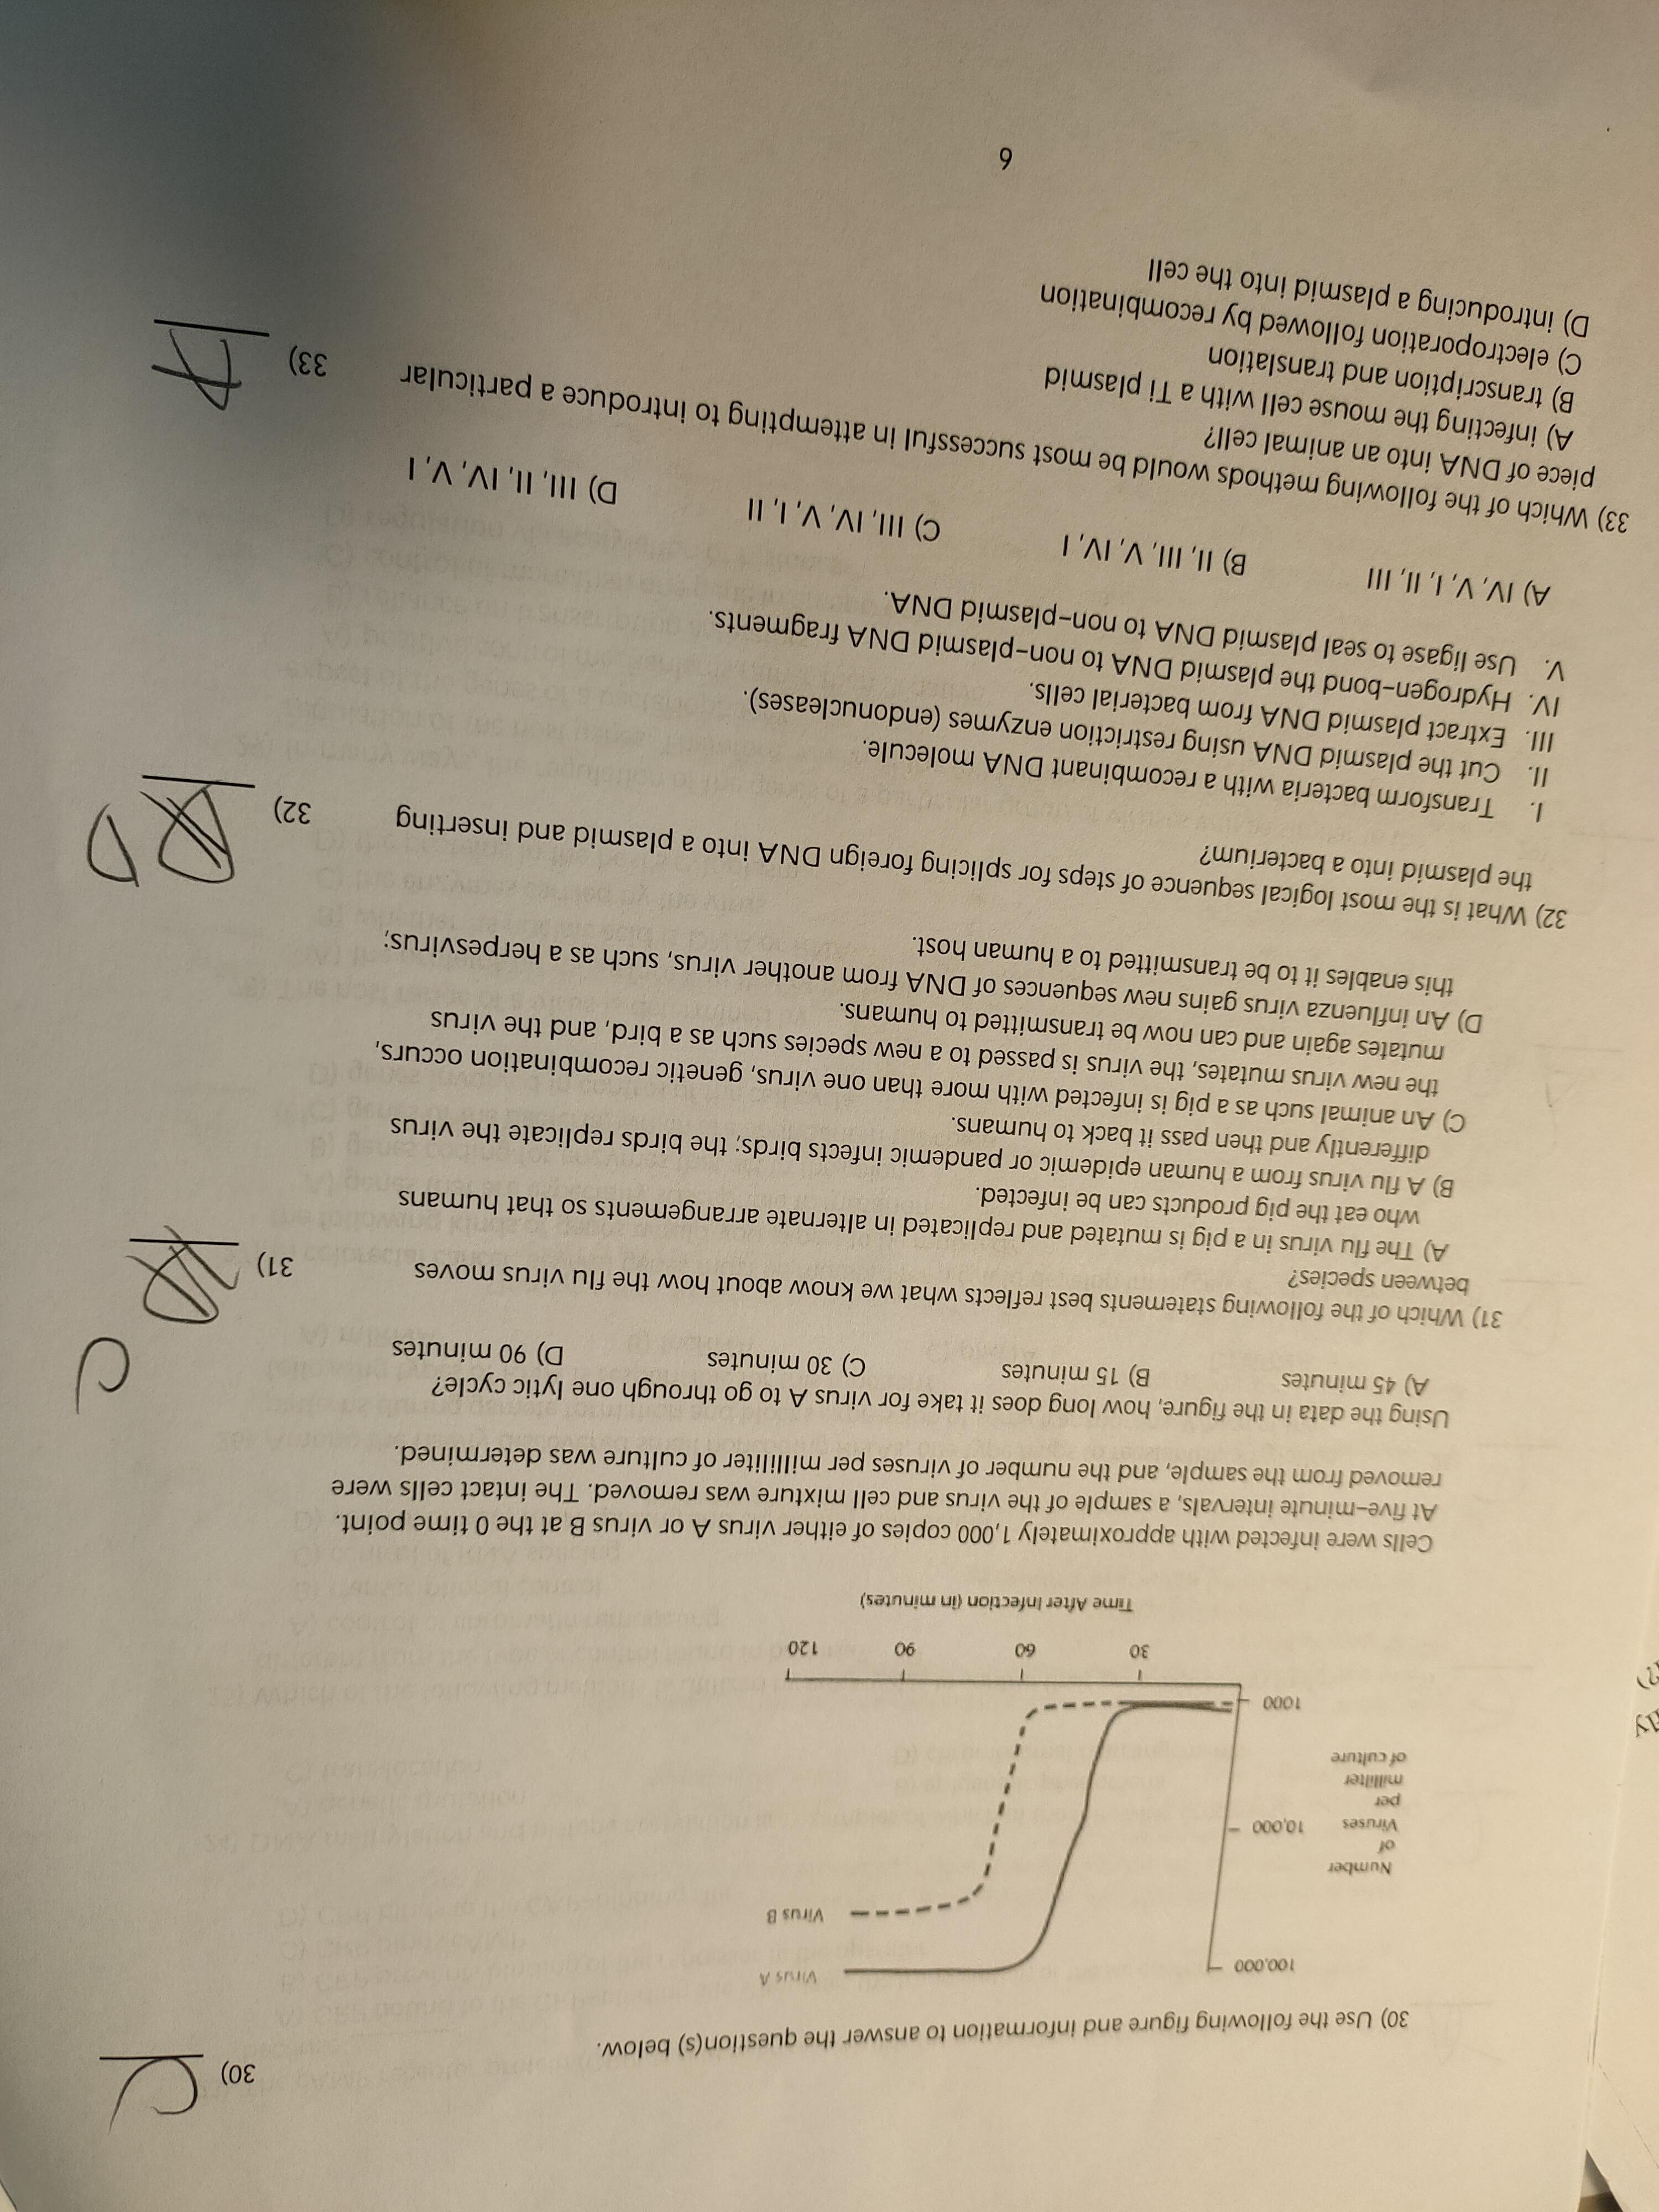 30) C
30) Use the following figure and information to answer the question(s) below.
100,000
Virus A
Virus B
Number
of
Viruses
per
milliliter
of culture
10,000
1000
30 60 90 120
Time After Infection (in minutes)
Cells were infected with approximately 1,000 copies of either virus A or virus B at the 0 time point.
At five-minute intervals, a sample of the virus and cell mixture was removed. The intact cells were
removed from the sample, and the number of viruses per milliliter of culture was determined.
Using the data in the figure, how long does it take for virus A to go through one lytic cycle?
A) 45 minutes B) 15 minutes C) 30 minutes D) 90 minutes
C
31) Which of the following statements best reflects what we know about how the flu virus moves
between species?
31)
A) The flu virus in a pig is mutated and replicated in alternate arrangements so that humans
who eat the pig products can be infected.
B) A flu virus from a human epidemic or pandemic infects birds; the birds replicate the virus
differently and then pass it back to humans.
C) An animal such as a pig is infected with more than one virus, genetic recombination occurs,
the new virus mutates, the virus is passed to a new species such as a bird, and the virus
mutates again and can now be transmitted to humans.
D) An influenza virus gains new sequences of DNA from another virus, such as a herpesvirus;
this enables it to be transmitted to a human host.
32) What is the most logical sequence of steps for splicing foreign DNA into a plasmid and inserting
the plasmid into a bacterium?
32) D
I. Transform bacteria with a recombinant DNA molecule.
II. Cut the plasmid DNA using restriction enzymes (endonucleases).
III. Extract plasmid DNA from bacterial cells.
IV. Hydrogen-bond the plasmid DNA to non-plasmid DNA fragments.
V. Use ligase to seal plasmid DNA to non-plasmid DNA.
A) IV, V, I, II, III B) II, III, V, IV, I C) III, IV, V, I, II D) III, II, IV, V, I
33) Which of the following methods would be most successful in attempting to introduce a particular
piece of DNA into an animal cell?
33) A
A) infecting the mouse cell with a Ti plasmid
B) transcription and translation
C) electroporation followed by recombination
D) introducing a plasmid into the cell
6